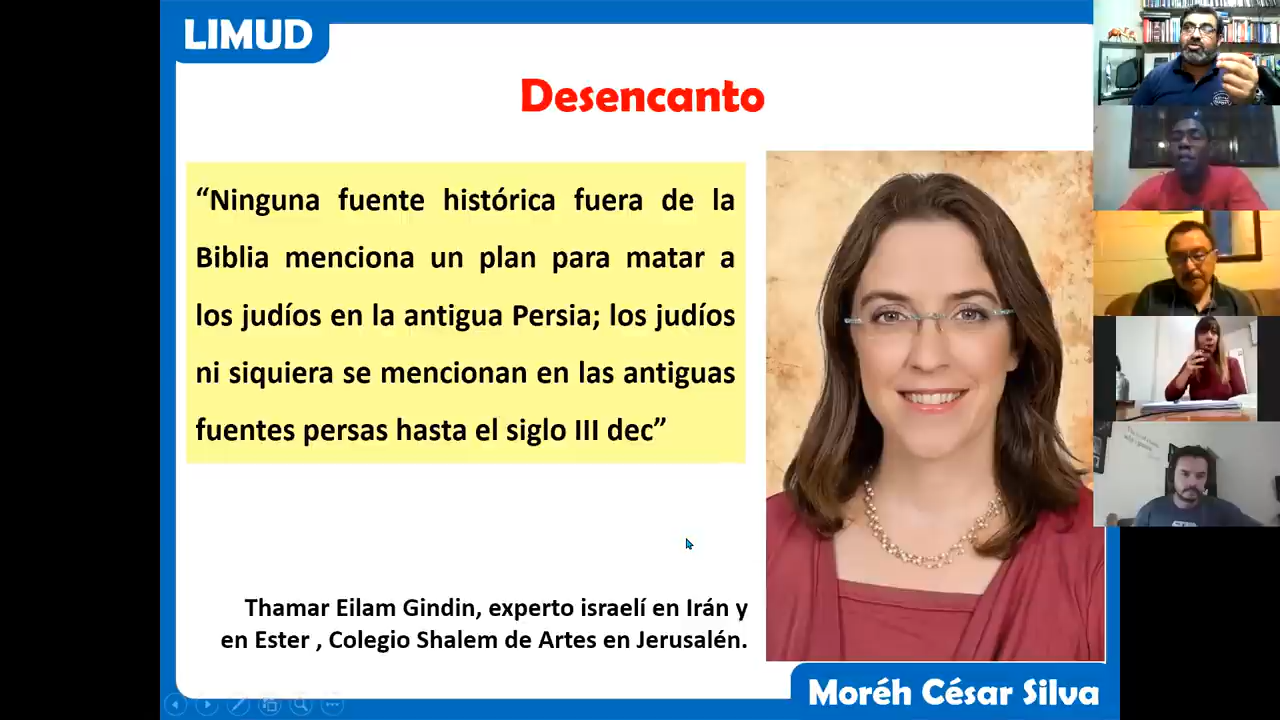 LIMUD
Desencanto
“Ninguna fuente histórica fuera de la
Biblia menciona un plan para matar a
los judíos en la antigua Persia; los judíos
ni siquiera se mencionan en las antiguas
fuentes persas hasta el siglo III dec”
Thamar Eilam Gindin, experto israelí en Irán y
en Ester , Colegio Shalem de Artes en Jerusalén.
Moréh César Silva